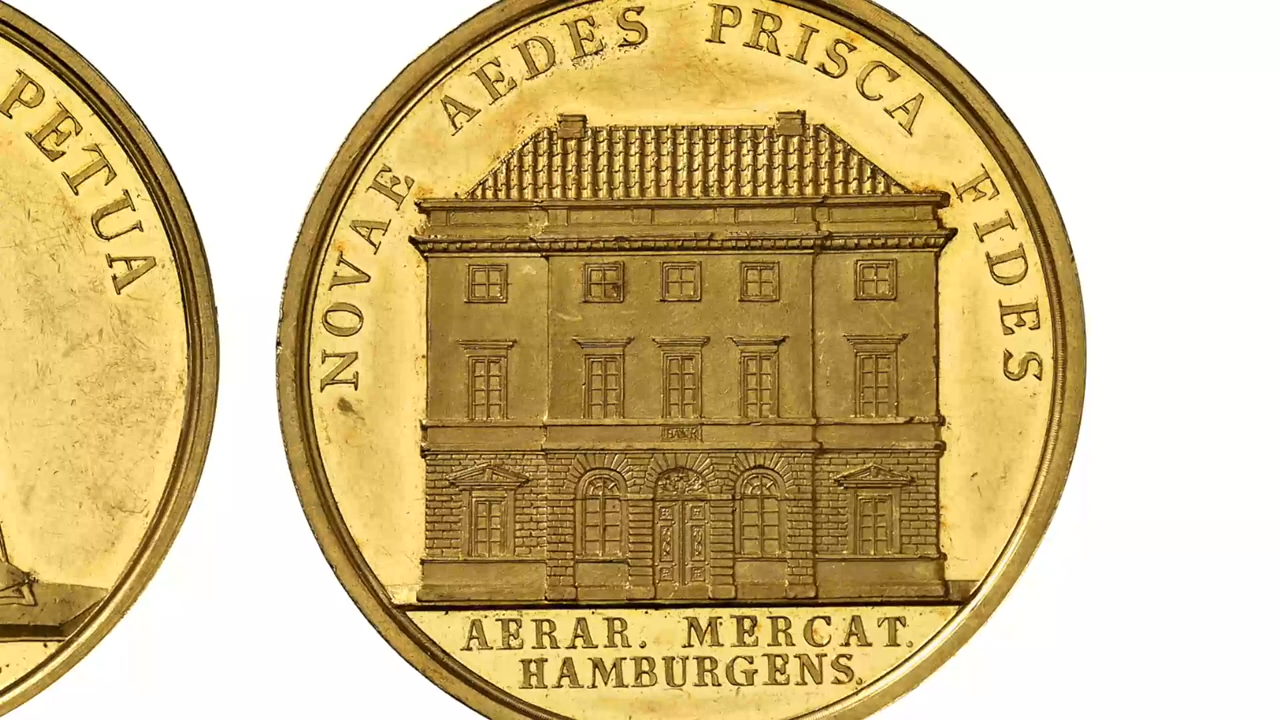 PETUA
NOVAE AEDES PRISCA FIDES
BANK
AERAR. MERCAT.
HAMBURGENS.